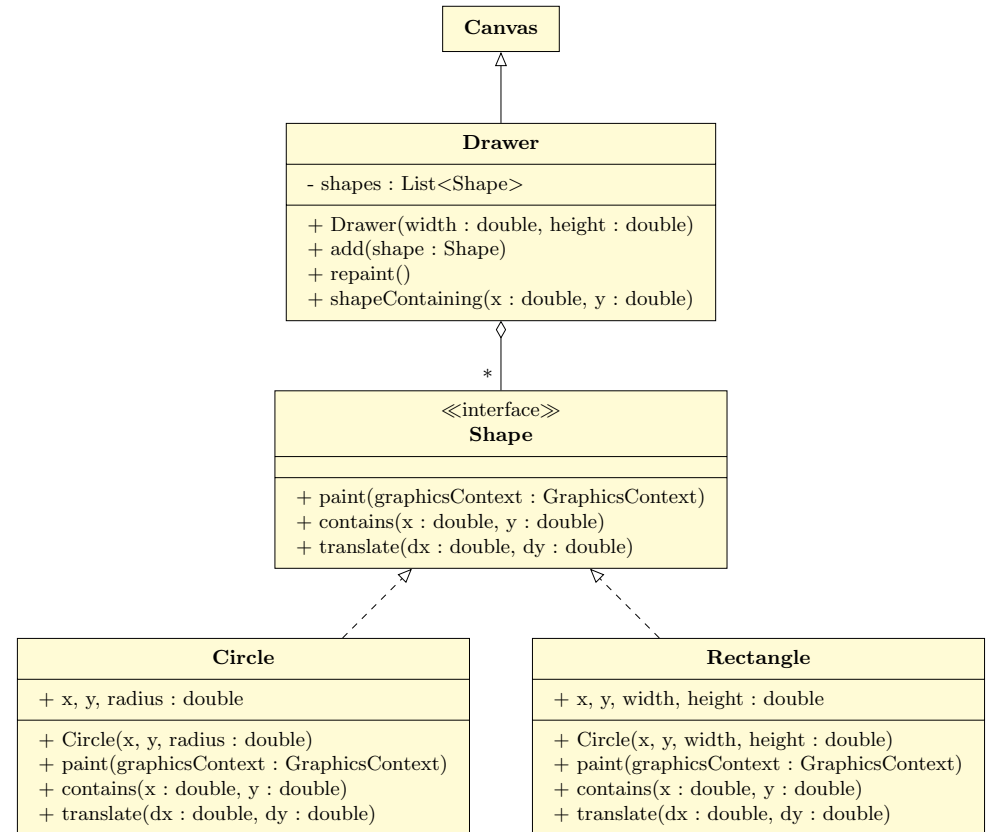 Canvas
Drawer
- shapes : List<Shape>
+ Drawer(width : double, height : double)
+ add(shape : Shape)
+ repaint()
+ shapeContaining(x : double, y : double)
*
≪interface≫
Shape
+ paint(graphicsContext : GraphicsContext)
+ contains(x : double, y : double)
+ translate(dx : double, dy : double)
Circle
+ x, y, radius : double
+ Circle(x, y, radius : double)
+ paint(graphicsContext : GraphicsContext)
+ contains(x : double, y : double)
+ translate(dx : double, dy : double)
Rectangle
+ x, y, width, height : double
+ Circle(x, y, width, height : double)
+ paint(graphicsContext : GraphicsContext)
+ contains(x : double, y : double)
+ translate(dx : double, dy : double)